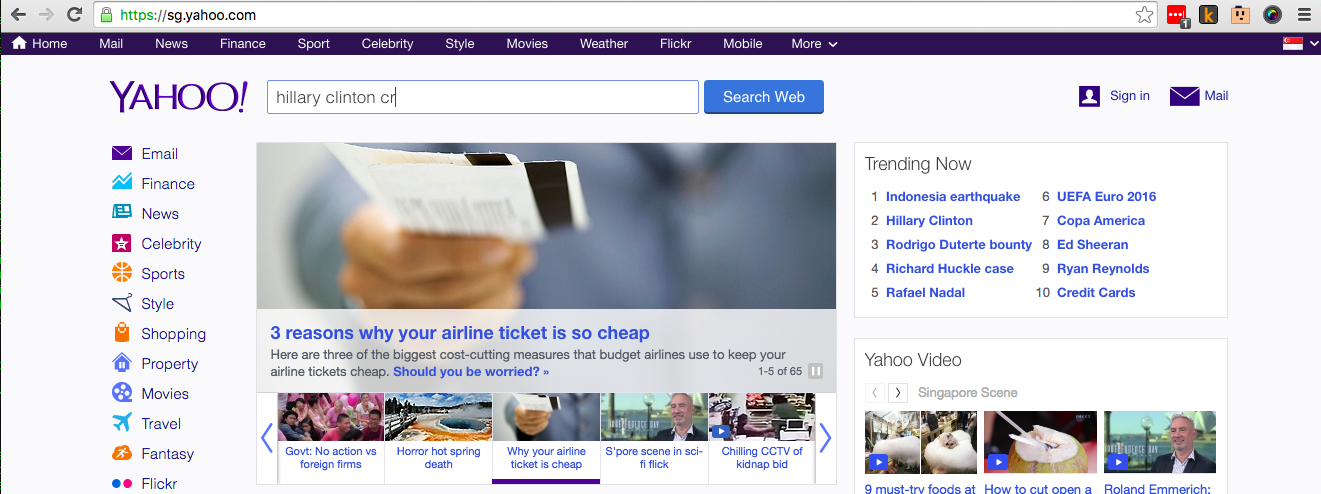 https://sg.yahoo.com
1
Home Mail News Finance Sport Celebrity Style Movies Weather Flickr Mobile More
YAHOO! hillary clinton cr Search Web Sign in Mail
Email
Finance
News
Celebrity
Sports
Style
Shopping
Property
Movies
Travel
Fantasy
Flickr
3 reasons why your airline ticket is so cheap
Here are three of the biggest cost-cutting measures that budget airlines use to keep your
airline tickets cheap. Should you be worried? » 1-5 of 65
Govt: No action vs
foreign firms
Horror hot spring
death
Why your airline
ticket is cheap
S'pore scene in sci-
fi flick
Chilling CCTV of
kidnap bid
Trending Now
1 Indonesia earthquake
2 Hillary Clinton
3 Rodrigo Duterte bounty
4 Richard Huckle case
5 Rafael Nadal
6 UEFA Euro 2016
7 Copa America
8 Ed Sheeran
9 Ryan Reynolds
10 Credit Cards
Yahoo Video
Singapore Scene
9 must-try foods at
How to cut open a
Roland Emmerich: